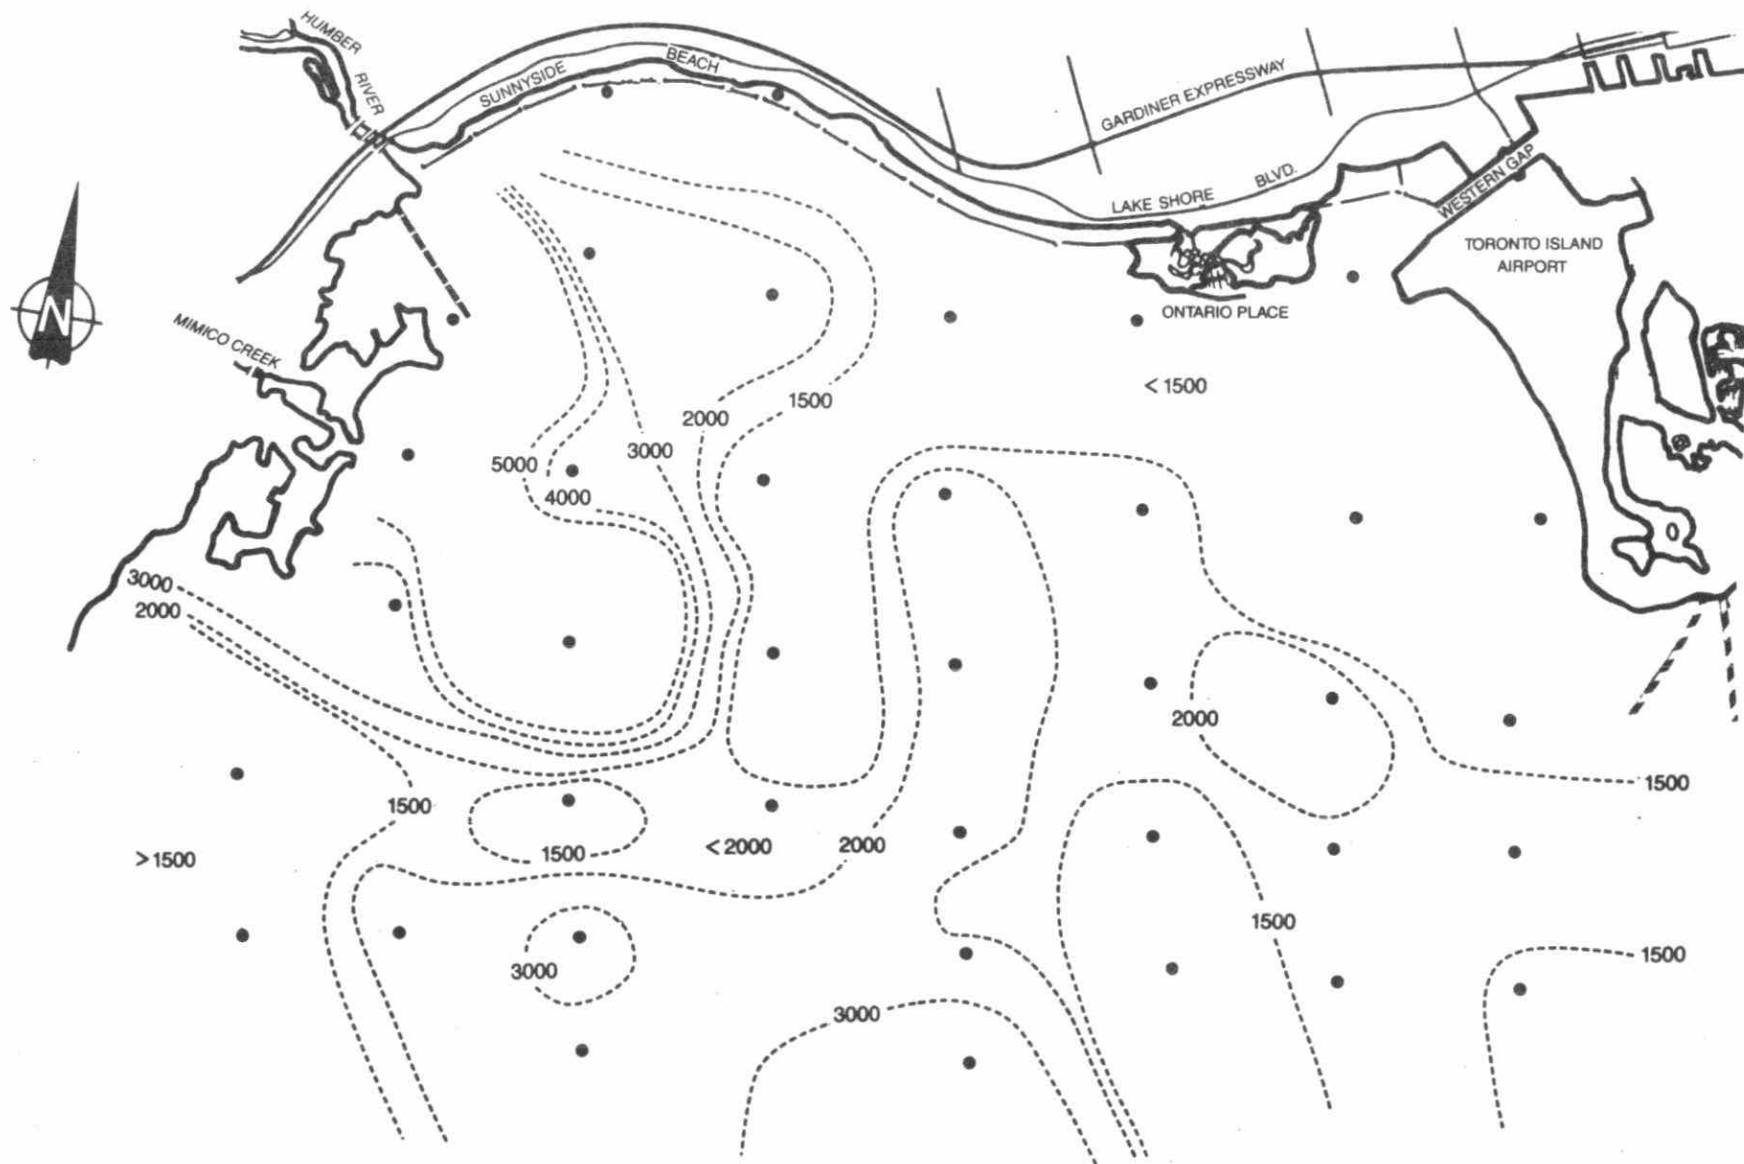 HUMBER
RIVER
SUNNYSIDE
BEACH
GARDINER EXPRESSWAY
LAKE SHORE
BLVD.
WESTERN GAP
TORONTO ISLAND
AIRPORT
ONTARIO PLACE
N
MIMICO CREEK
<1500
1500
2000
3000
5000
4000
3000
2000
2000
1500
1500
>1500
1500
<2000
2000
1500
1500
3000
3000